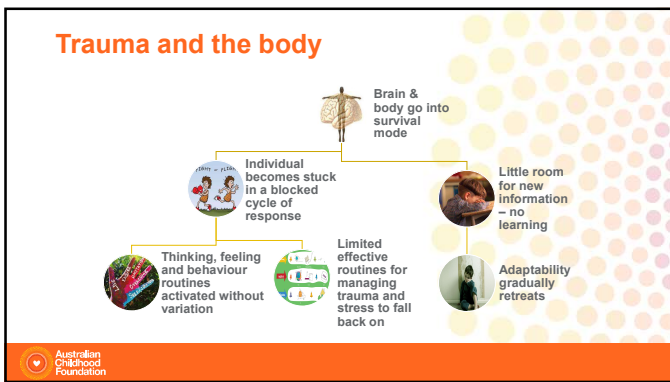 Trauma and the body
Brain &
body go into
survival
mode
Individual
becomes stuck
in a blocked
cycle of
response
Little room
for new
information
– no
learning
Thinking, feeling
and behaviour
routines
activated without
variation
Limited
effective
routines for
managing
trauma and
stress to fall
back on
Adaptability
gradually
retreats
Australian
Childhood
Foundation